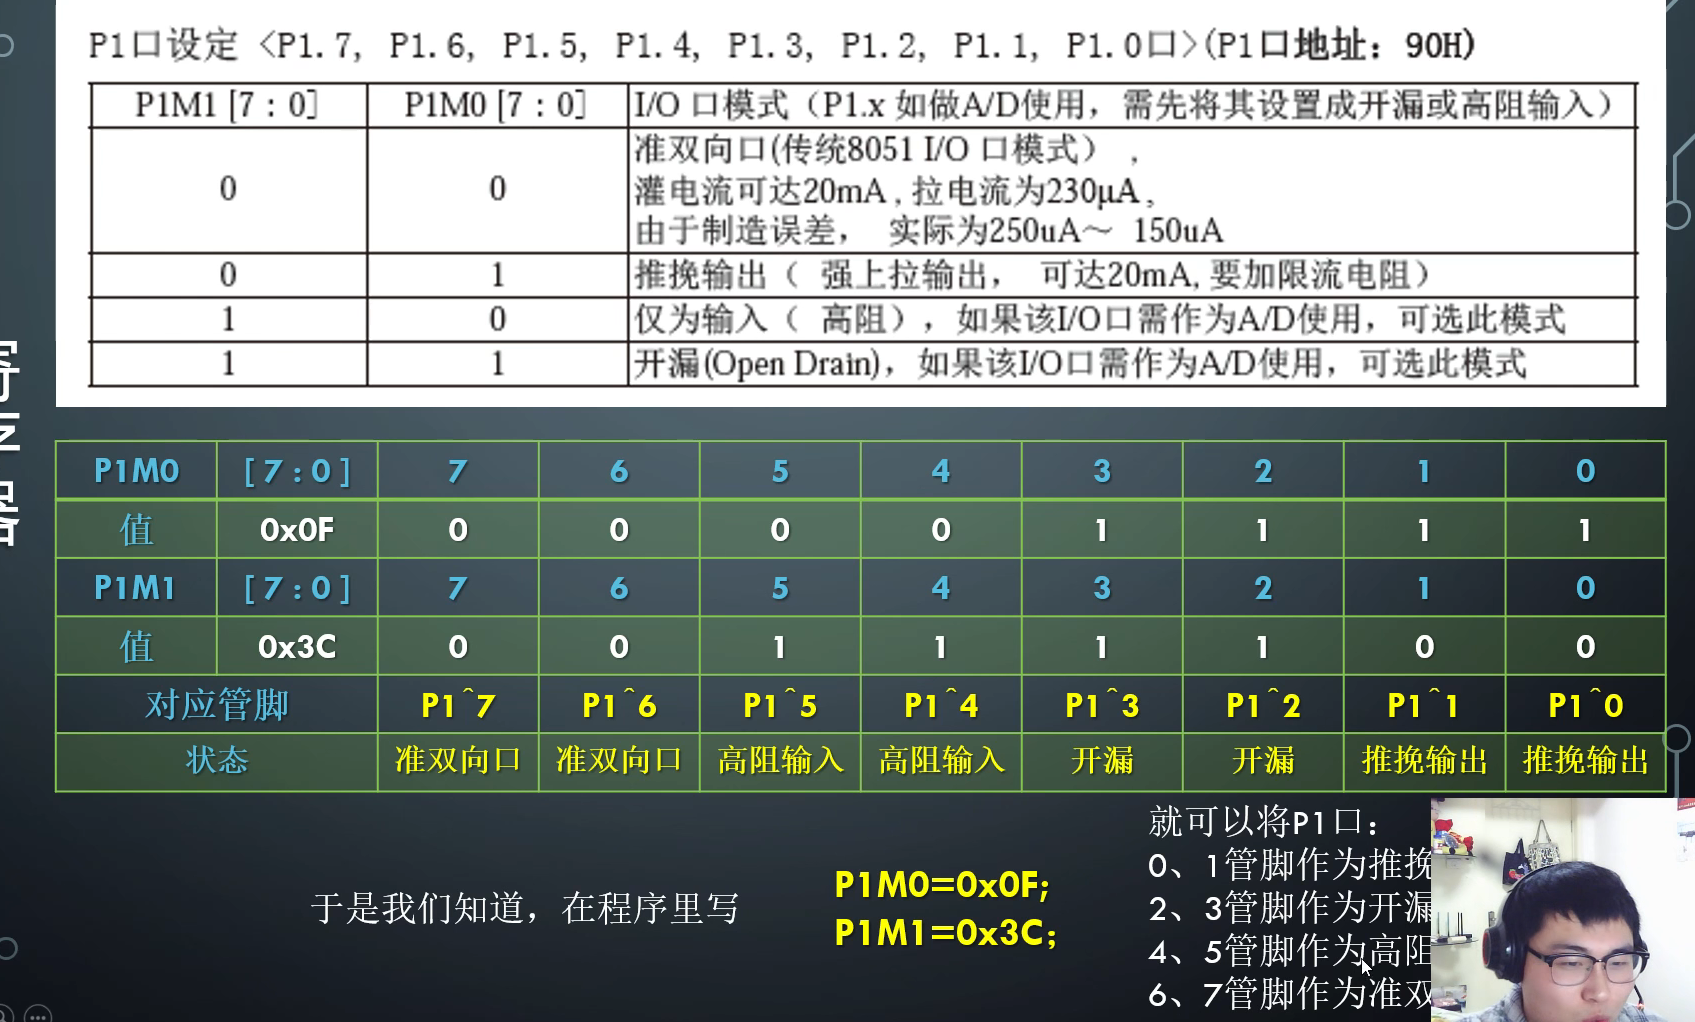 P1口设定 <P1.7, P1.6, P1.5, P1.4, P1.3, P1.2, P1.1, P1.0口>(P1口地址：90H)
P1M1 [7 : 0] P1M0 [7 : 0] I/O 口模式（P1.x 如做A/D使用，需先将其设置成开漏或高阻输入）
0 0 准双向口(传统8051 I/O 口模式），
灌电流可达20mA , 拉电流为230μA ,
由于制造误差， 实际为250uA～ 150uA
0 1 推挽输出（ 强上拉输出， 可达20mA, 要加限流电阻）
1 0 仅为输入（ 高阻），如果该I/O口需作为A/D使用，可选此模式
1 1 开漏(Open Drain)，如果该I/O口需作为A/D使用，可选此模式
器
P1M0 [ 7 : 0 ] 7 6 5 4 3 2 1 0
值 0x0F 0 0 0 0 1 1 1 1
P1M1 [ 7 : 0 ] 7 6 5 4 3 2 1 0
值 0x3C 0 0 1 1 1 1 0 0
对应管脚 P1^7 P1^6 P1^5 P1^4 P1^3 P1^2 P1^1 P1^0
状态 准双向口 准双向口 高阻输入 高阻输入 开漏 开漏 推挽输出 推挽输出
于是我们知道，在程序里写
P1M0=0x0F;
P1M1=0x3C；
就可以将P1口：
0、1管脚作为推挽
2、3管脚作为开漏
4、5管脚作为高阻
6、7管脚作为准双